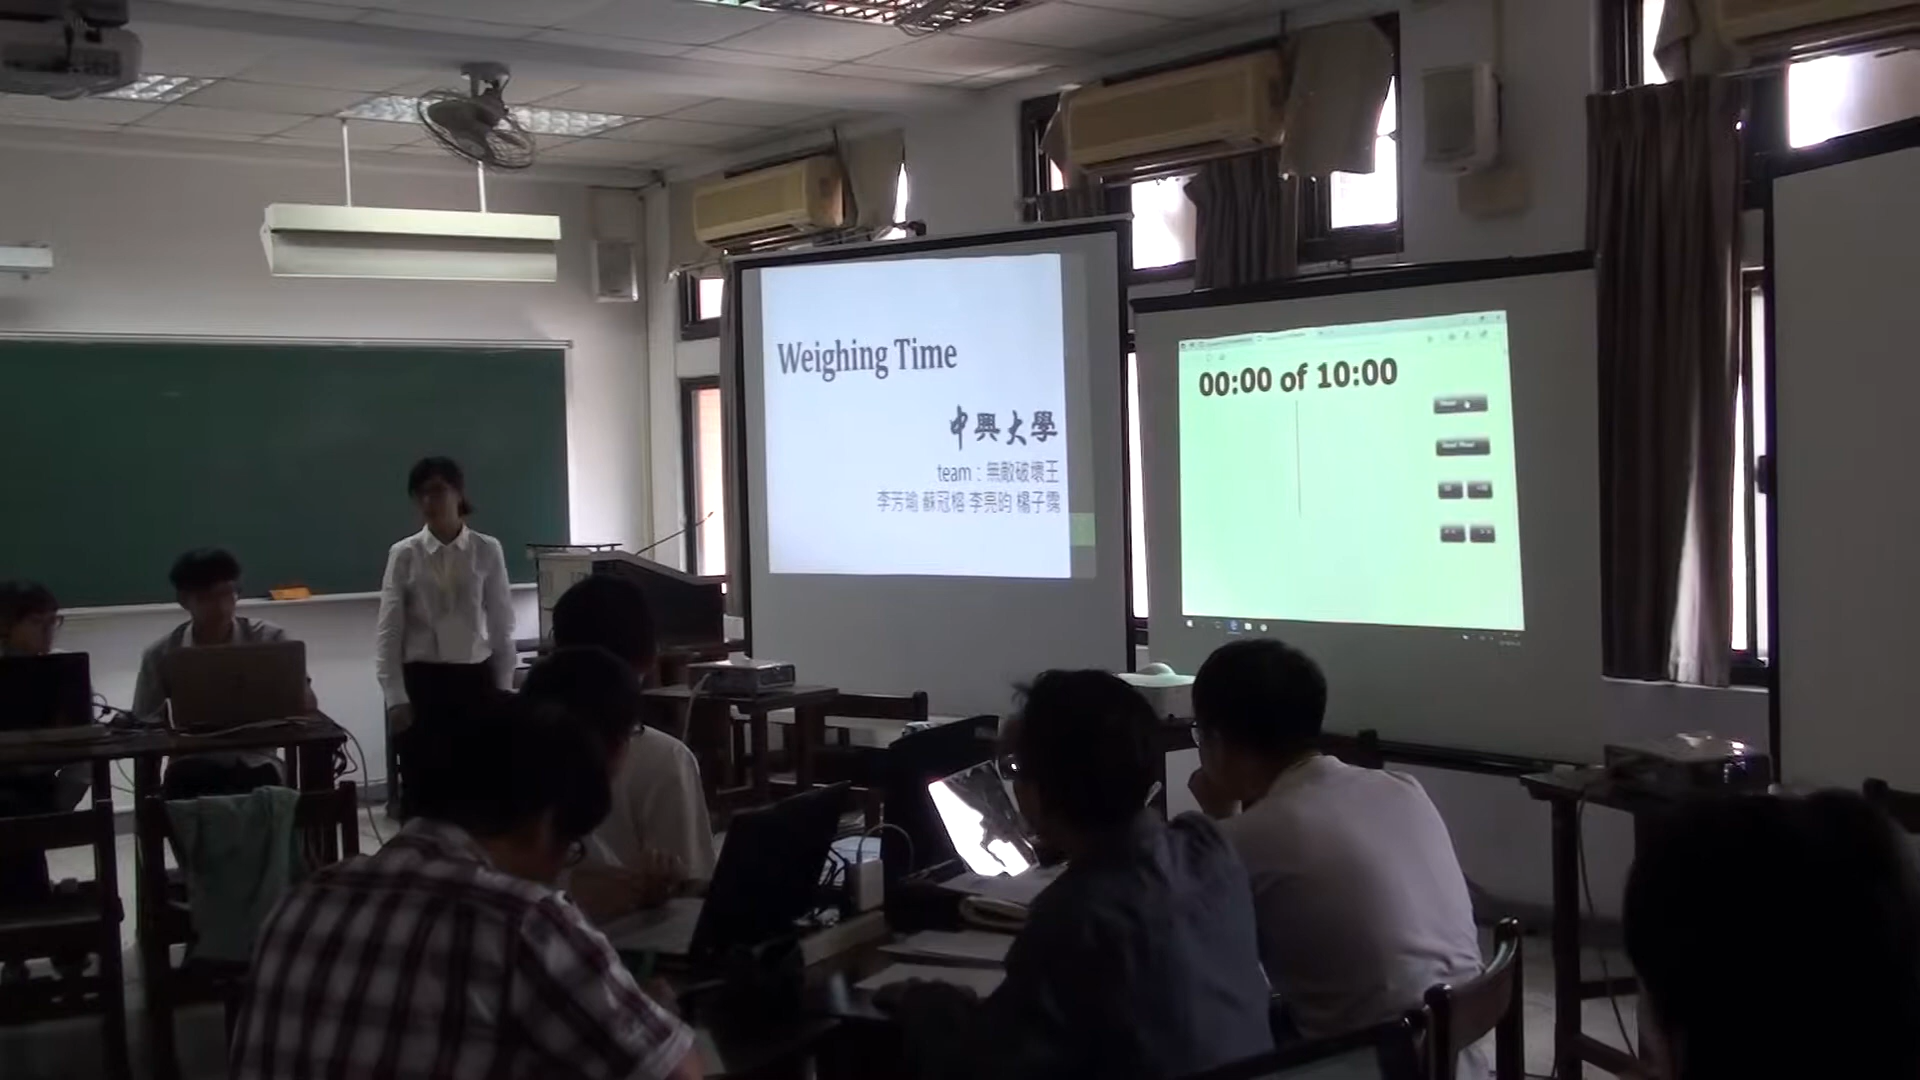 Weighing Time
中興大學
team：無敵破壞王
李芳瑜 蘇冠榕 李亮昀 楊子霈
00:00 of 10:00